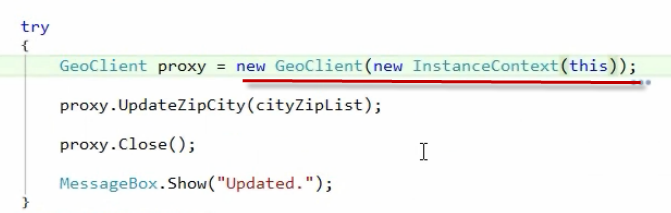 try
{
GeoClient proxy = new GeoClient(new InstanceContext(this));
proxy.UpdateZipCity(cityZipList);
proxy.Close();
MessageBox.Show("Updated.");
}